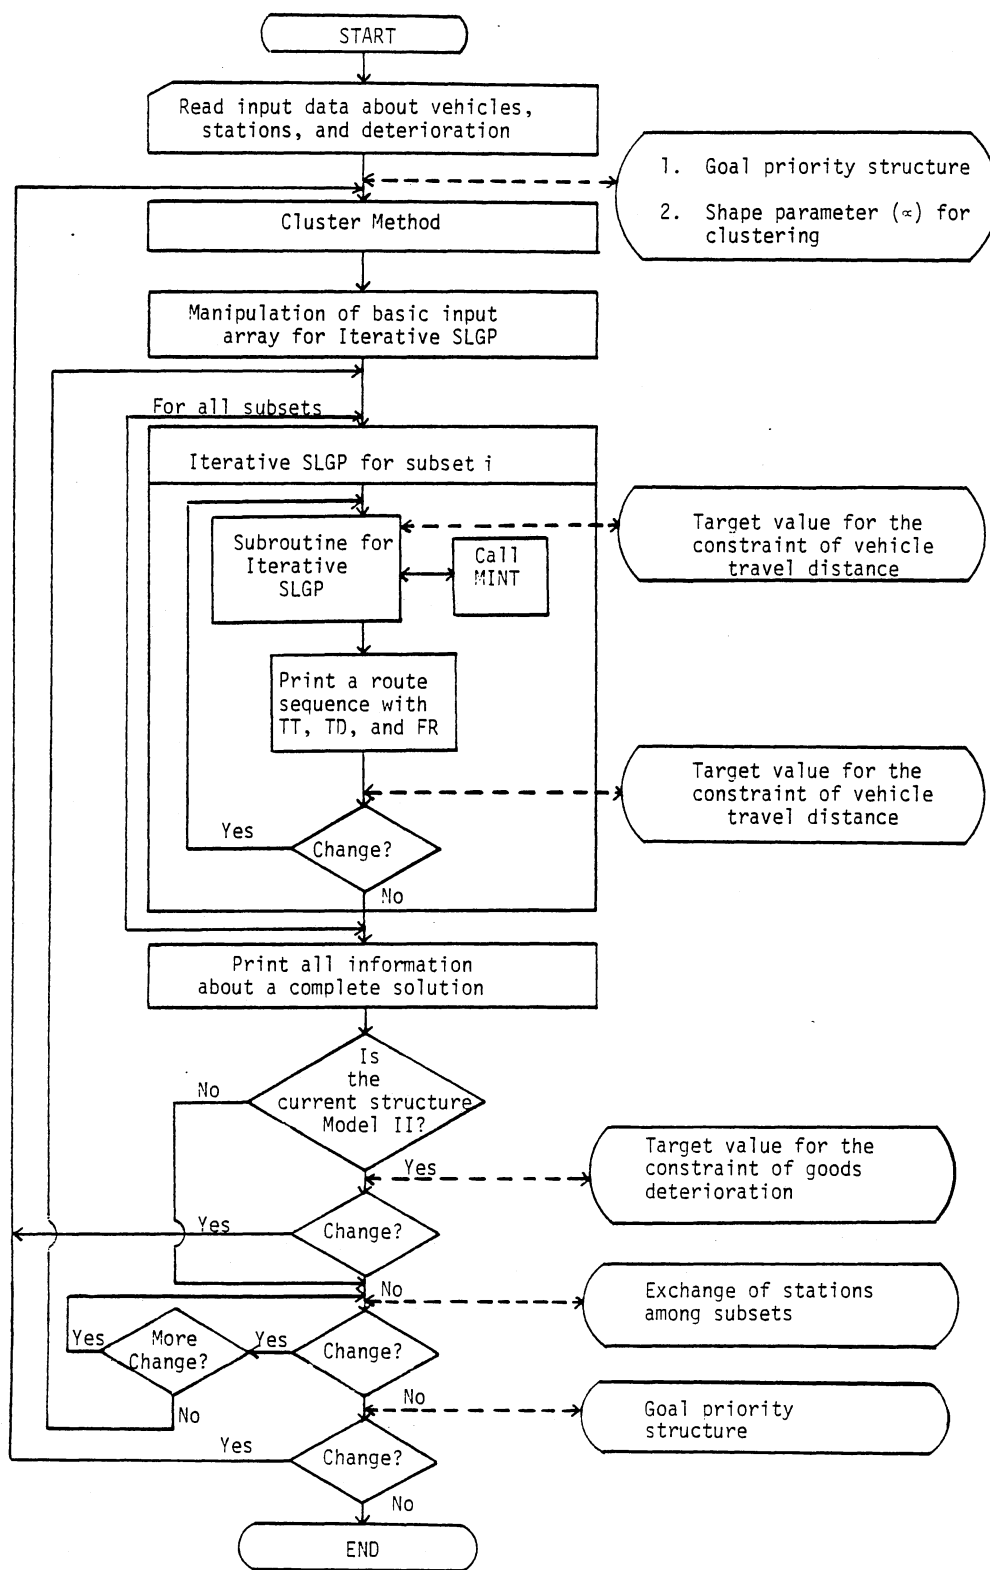 START
Read input data about vehicles,
stations, and deterioration
1. Goal priority structure
2. Shape parameter (∝) for
clustering
Cluster Method
Manipulation of basic input
array for Iterative SLGP
For all subsets
Iterative SLGP for subset i
Subroutine for
Iterative
SLGP
Call
MINT
Target value for the
constraint of vehicle
travel distance
Print a route
sequence with
TT, TD, and FR
Target value for the
constraint of vehicle
travel distance
Yes
Change?
No
Print all information
about a complete solution
Is
the
current structure
Model II?
No
Yes
Target value for the
constraint of goods
deterioration
Yes
Change?
No
Exchange of stations
among subsets
Yes
More
Change?
Yes
Change?
No
No
Goal priority
structure
Yes
Change?
No
END